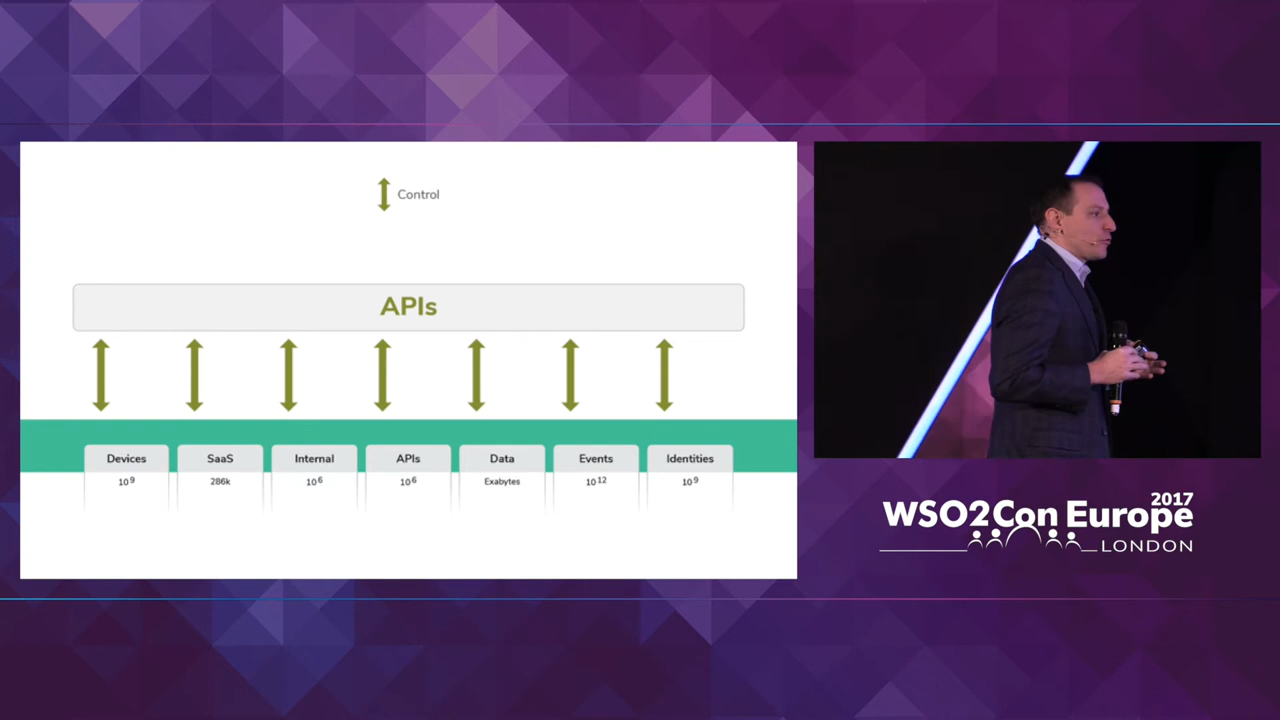 Control
APIs
Devices SaaS Internal APIs Data Events Identities
10⁹ 286k 10⁶ 10⁶ Exabytes 10¹² 10⁹
2017
WSO2Con Europe
LONDON